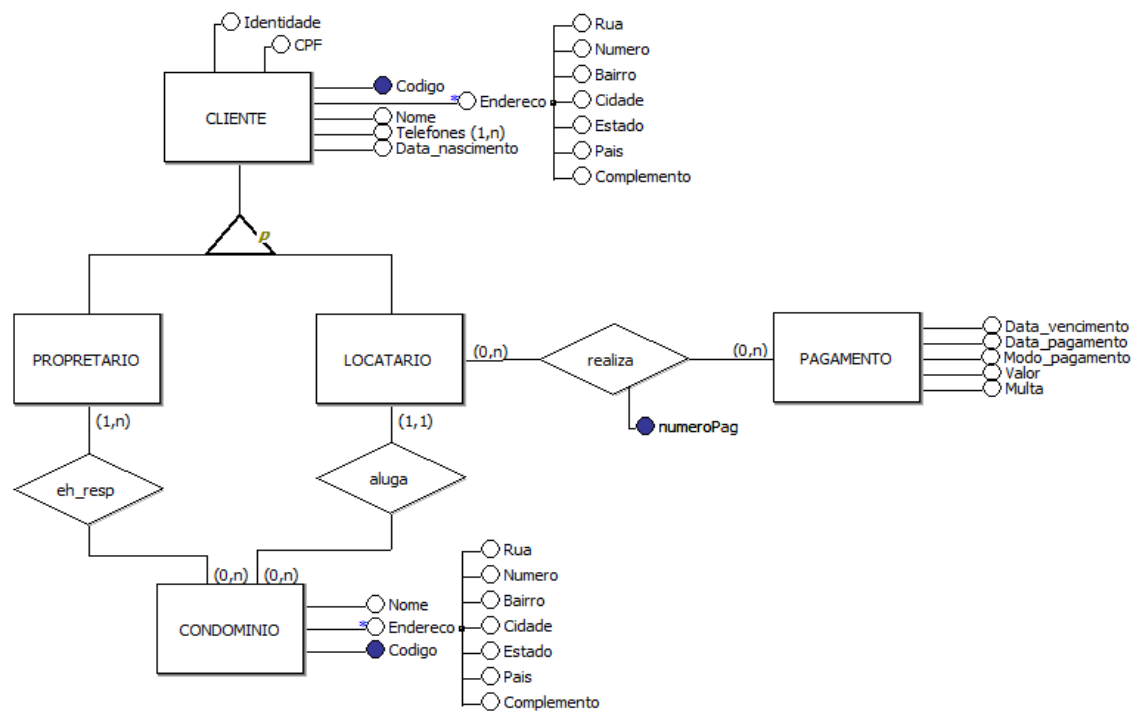 Identidade
CPF
CLIENTE
Codigo
* Endereco
Nome
Telefones (1,n)
Data_nascimento
Rua
Numero
Bairro
Cidade
Estado
Pais
Complemento
p
PROPRETARIO
LOCATARIO
(0,n)
realiza
(0,n)
PAGAMENTO
Data_vencimento
Data_pagamento
Modo_pagamento
Valor
Multa
numeroPag
(1,n)
(1,1)
eh_resp
aluga
(0,n)
(0,n)
CONDOMINIO
Nome
* Endereco
Codigo
Rua
Numero
Bairro
Cidade
Estado
Pais
Complemento